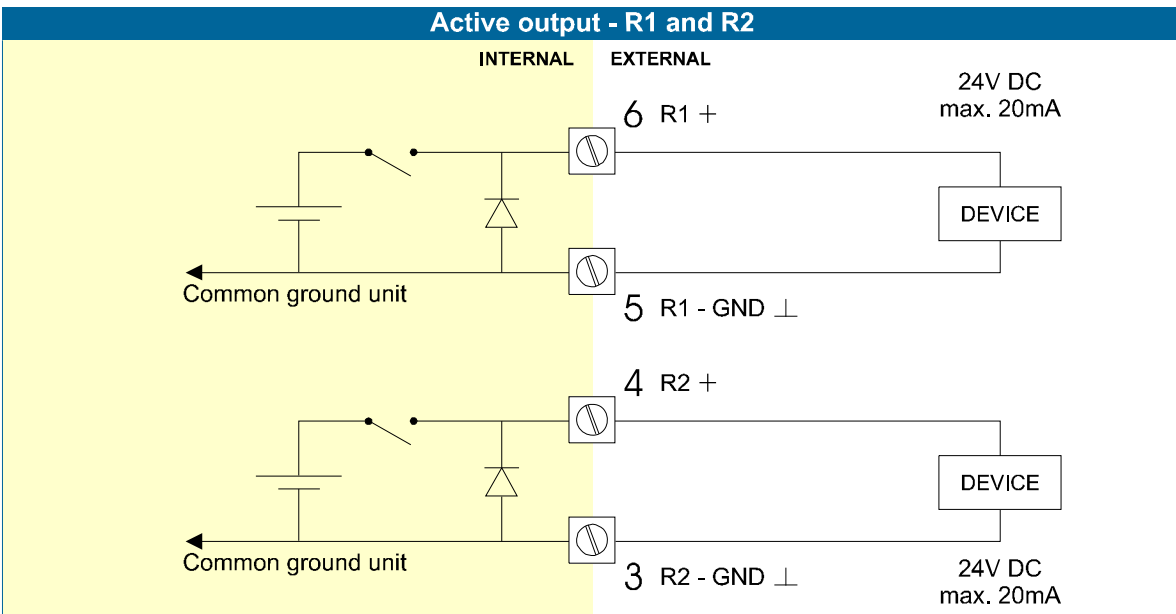 Active output - R1 and R2
INTERNAL EXTERNAL
24V DC
max. 20mA
6 R1 +
DEVICE
Common ground unit
5 R1 - GND ⊥
4 R2 +
DEVICE
Common ground unit
3 R2 - GND ⊥
24V DC
max. 20mA